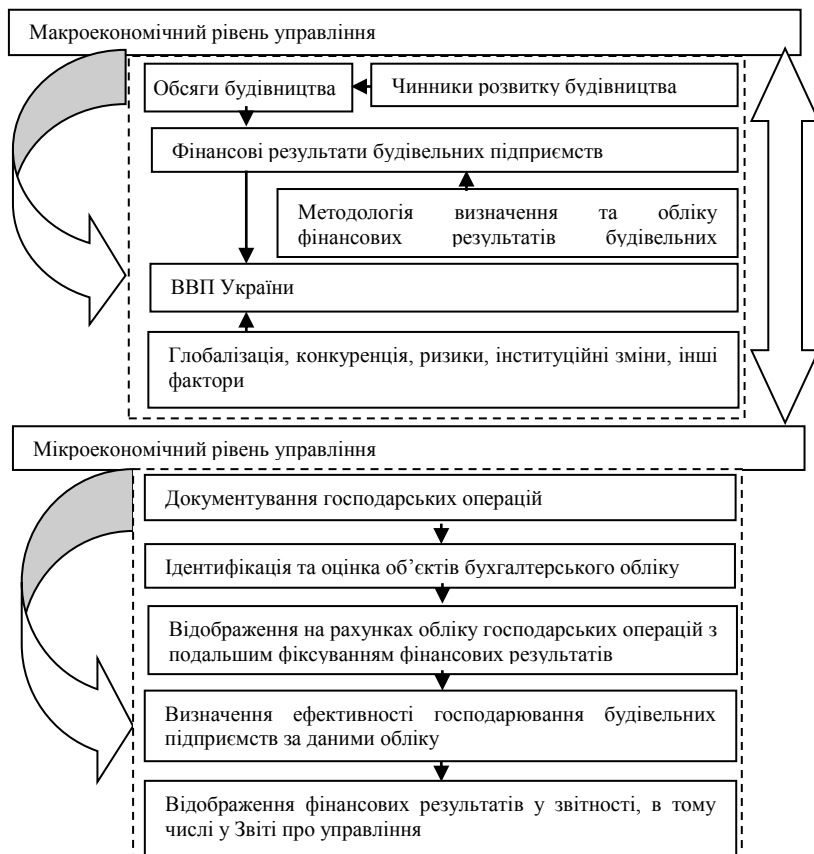 Макроекономічний рівень управління
Обсяги будівництва
Чинники розвитку будівництва
Фінансові результати будівельних підприємств
Методологія визначення та обліку
фінансових результатів будівельних
ВВП України
Глобалізація, конкуренція, ризики, інституційні зміни, інші
фактори
Мікроекономічний рівень управління
Документування господарських операцій
Ідентифікація та оцінка об’єктів бухгалтерського обліку
Відображення на рахунках обліку господарських операцій з
подальшим фіксуванням фінансових результатів
Визначення ефективності господарювання будівельних
підприємств за даними обліку
Відображення фінансових результатів у звітності, в тому
числі у Звіті про управління